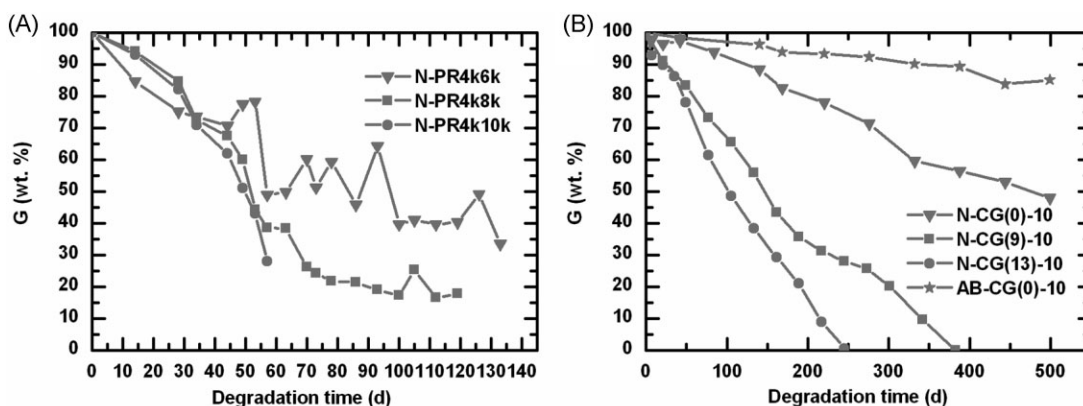 (A)
G (wt. %)
100
90
80
70
60
50
40
30
20
10
0
N-PR4k6k
N-PR4k8k
N-PR4k10k
0 10 20 30 40 50 60 70 80 90 100 110 120 130 140
Degradation time (d)
(B)
G (wt. %)
100
90
80
70
60
50
40
30
20
10
0
N-CG(0)-10
N-CG(9)-10
N-CG(13)-10
AB-CG(0)-10
0 100 200 300 400 500
Degradation time (d)